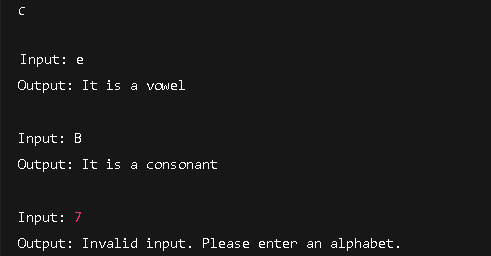 c
Input: e
Output: It is a vowel
Input: B
Output: It is a consonant
Input: 7
Output: Invalid input. Please enter an alphabet.